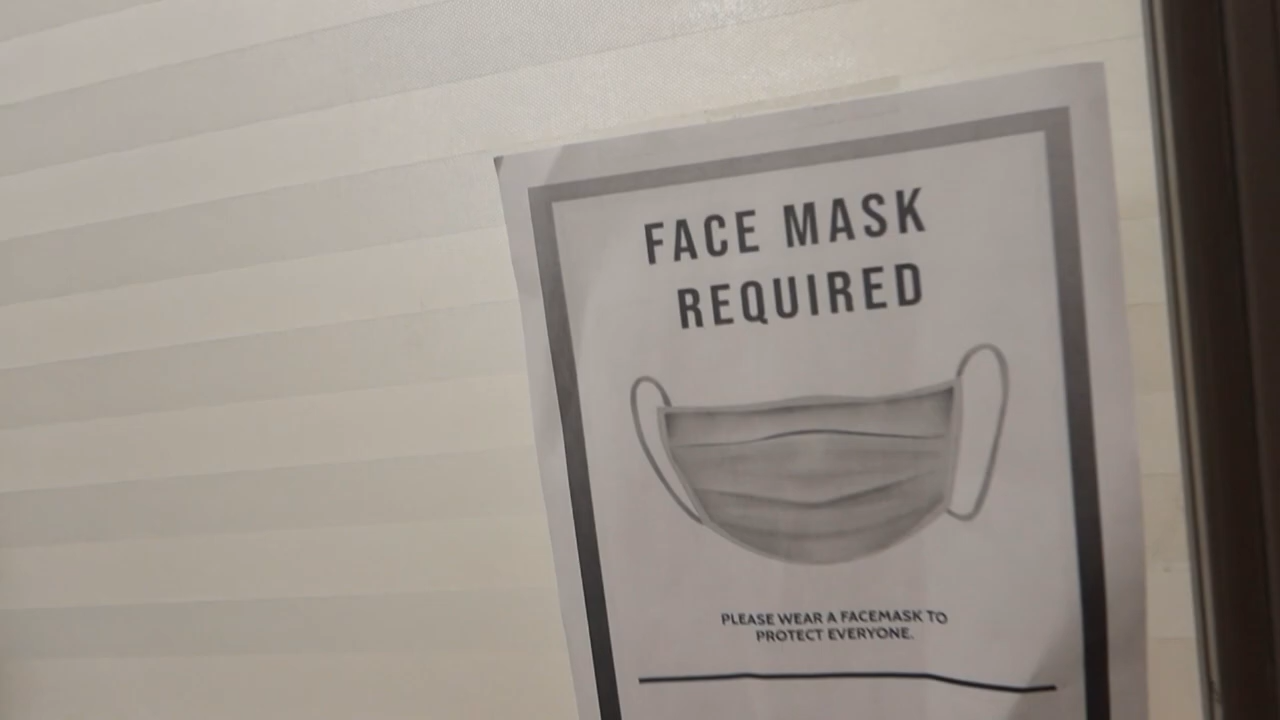 FACE MASK
REQUIRED
PLEASE WEAR A FACEMASK TO
PROTECT EVERYONE.